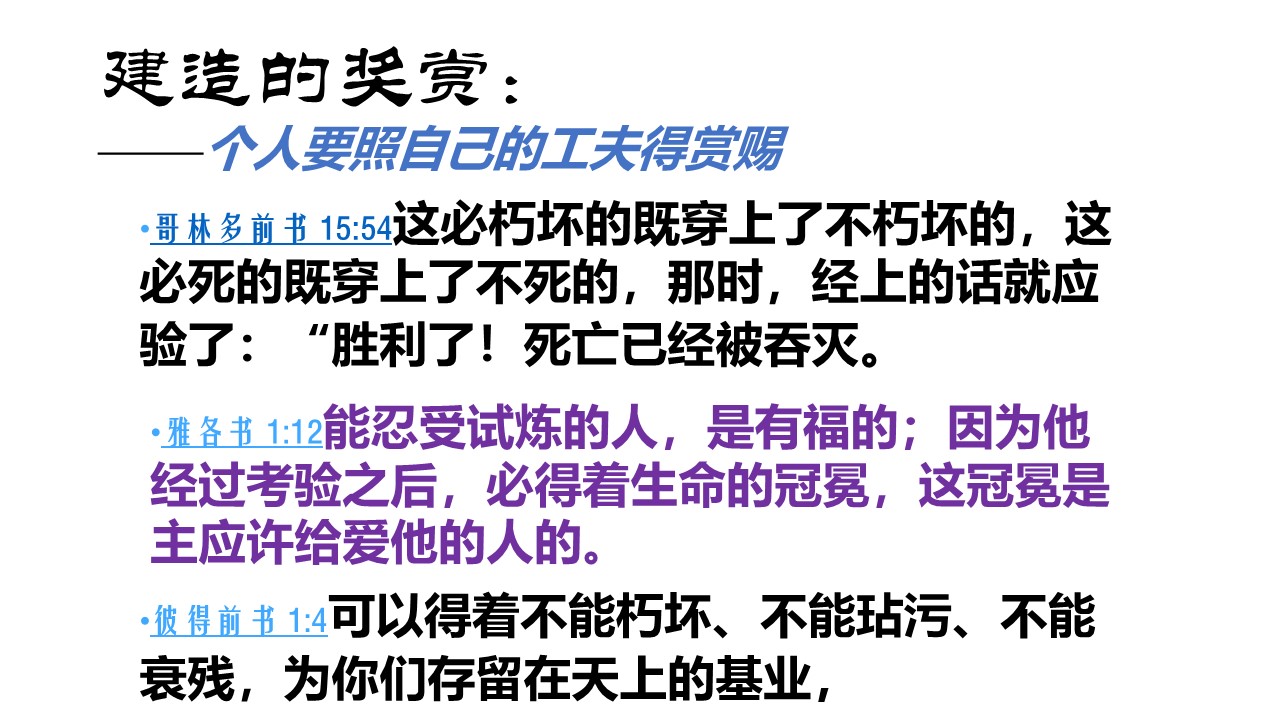 建造的奖赏：
——个人要照自己的工夫得赏赐
•哥林多前书 15:54这必朽坏的既穿上了不朽坏的，这
必死的既穿上了不死的，那时，经上的话就应
验了：“胜利了！死亡已经被吞灭。
•雅各书 1:12能忍受试炼的人，是有福的；因为他
经过考验之后，必得着生命的冠冕，这冠冕是
主应许给爱他的人的。
•彼得前书 1:4可以得着不能朽坏、不能玷污、不能
衰残，为你们存留在天上的基业，